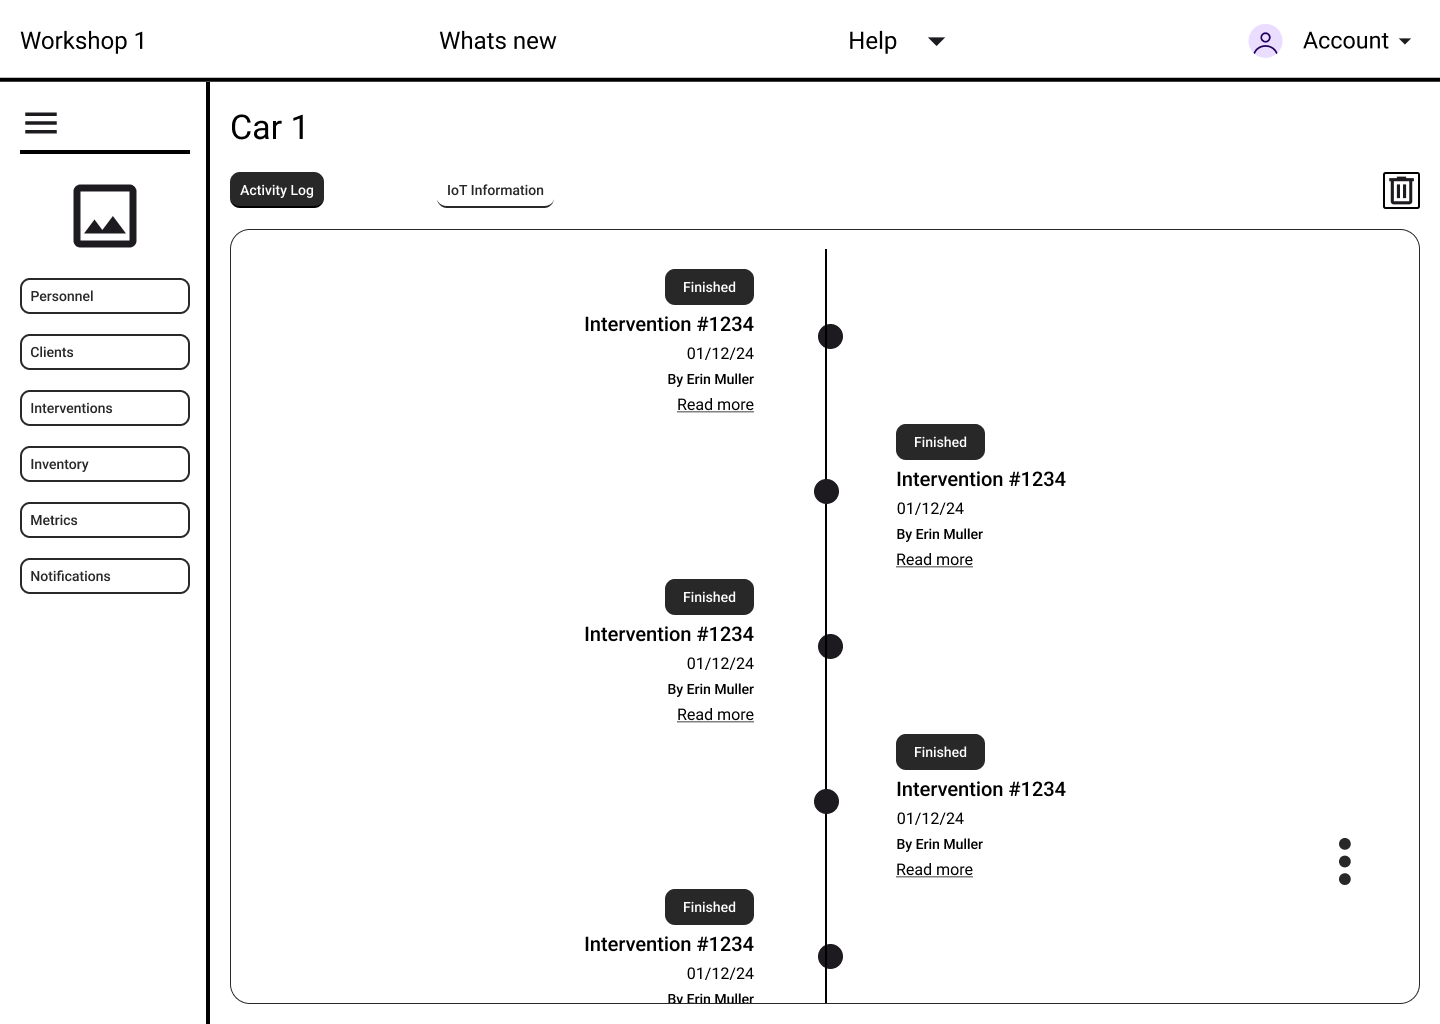 Workshop 1
Whats new
Help
Account
Car 1
Activity Log
IoT Information
Personnel
Clients
Interventions
Inventory
Metrics
Notifications
Finished
Intervention #1234
01/12/24
By Erin Muller
Read more
Finished
Intervention #1234
01/12/24
By Erin Muller
Read more
Finished
Intervention #1234
01/12/24
By Erin Muller
Read more
Finished
Intervention #1234
01/12/24
By Erin Muller
Read more
Finished
Intervention #1234
01/12/24
By Erin Muller